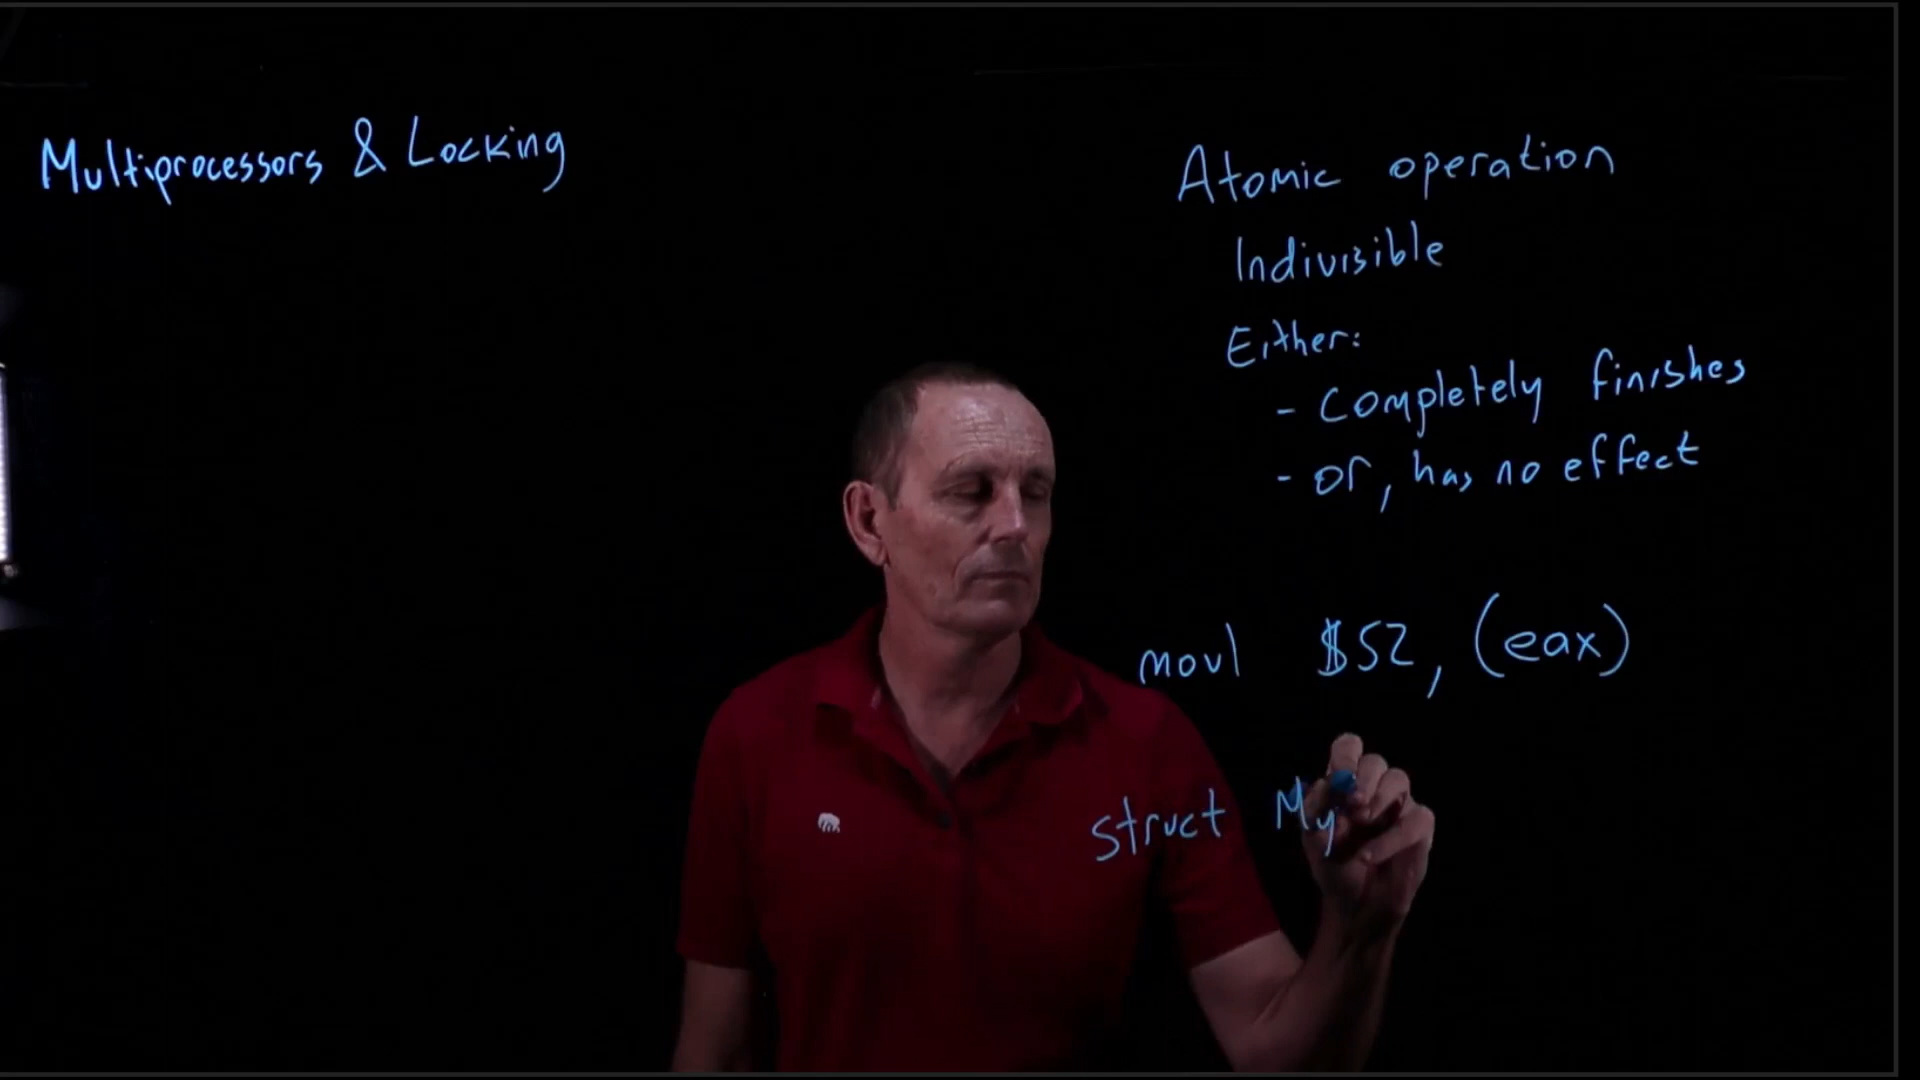 Multiprocessors & Locking
Atomic operation
Indivisible
Either:
- Completely finishes
- or, has no effect
movl $52, (eax)
struct My